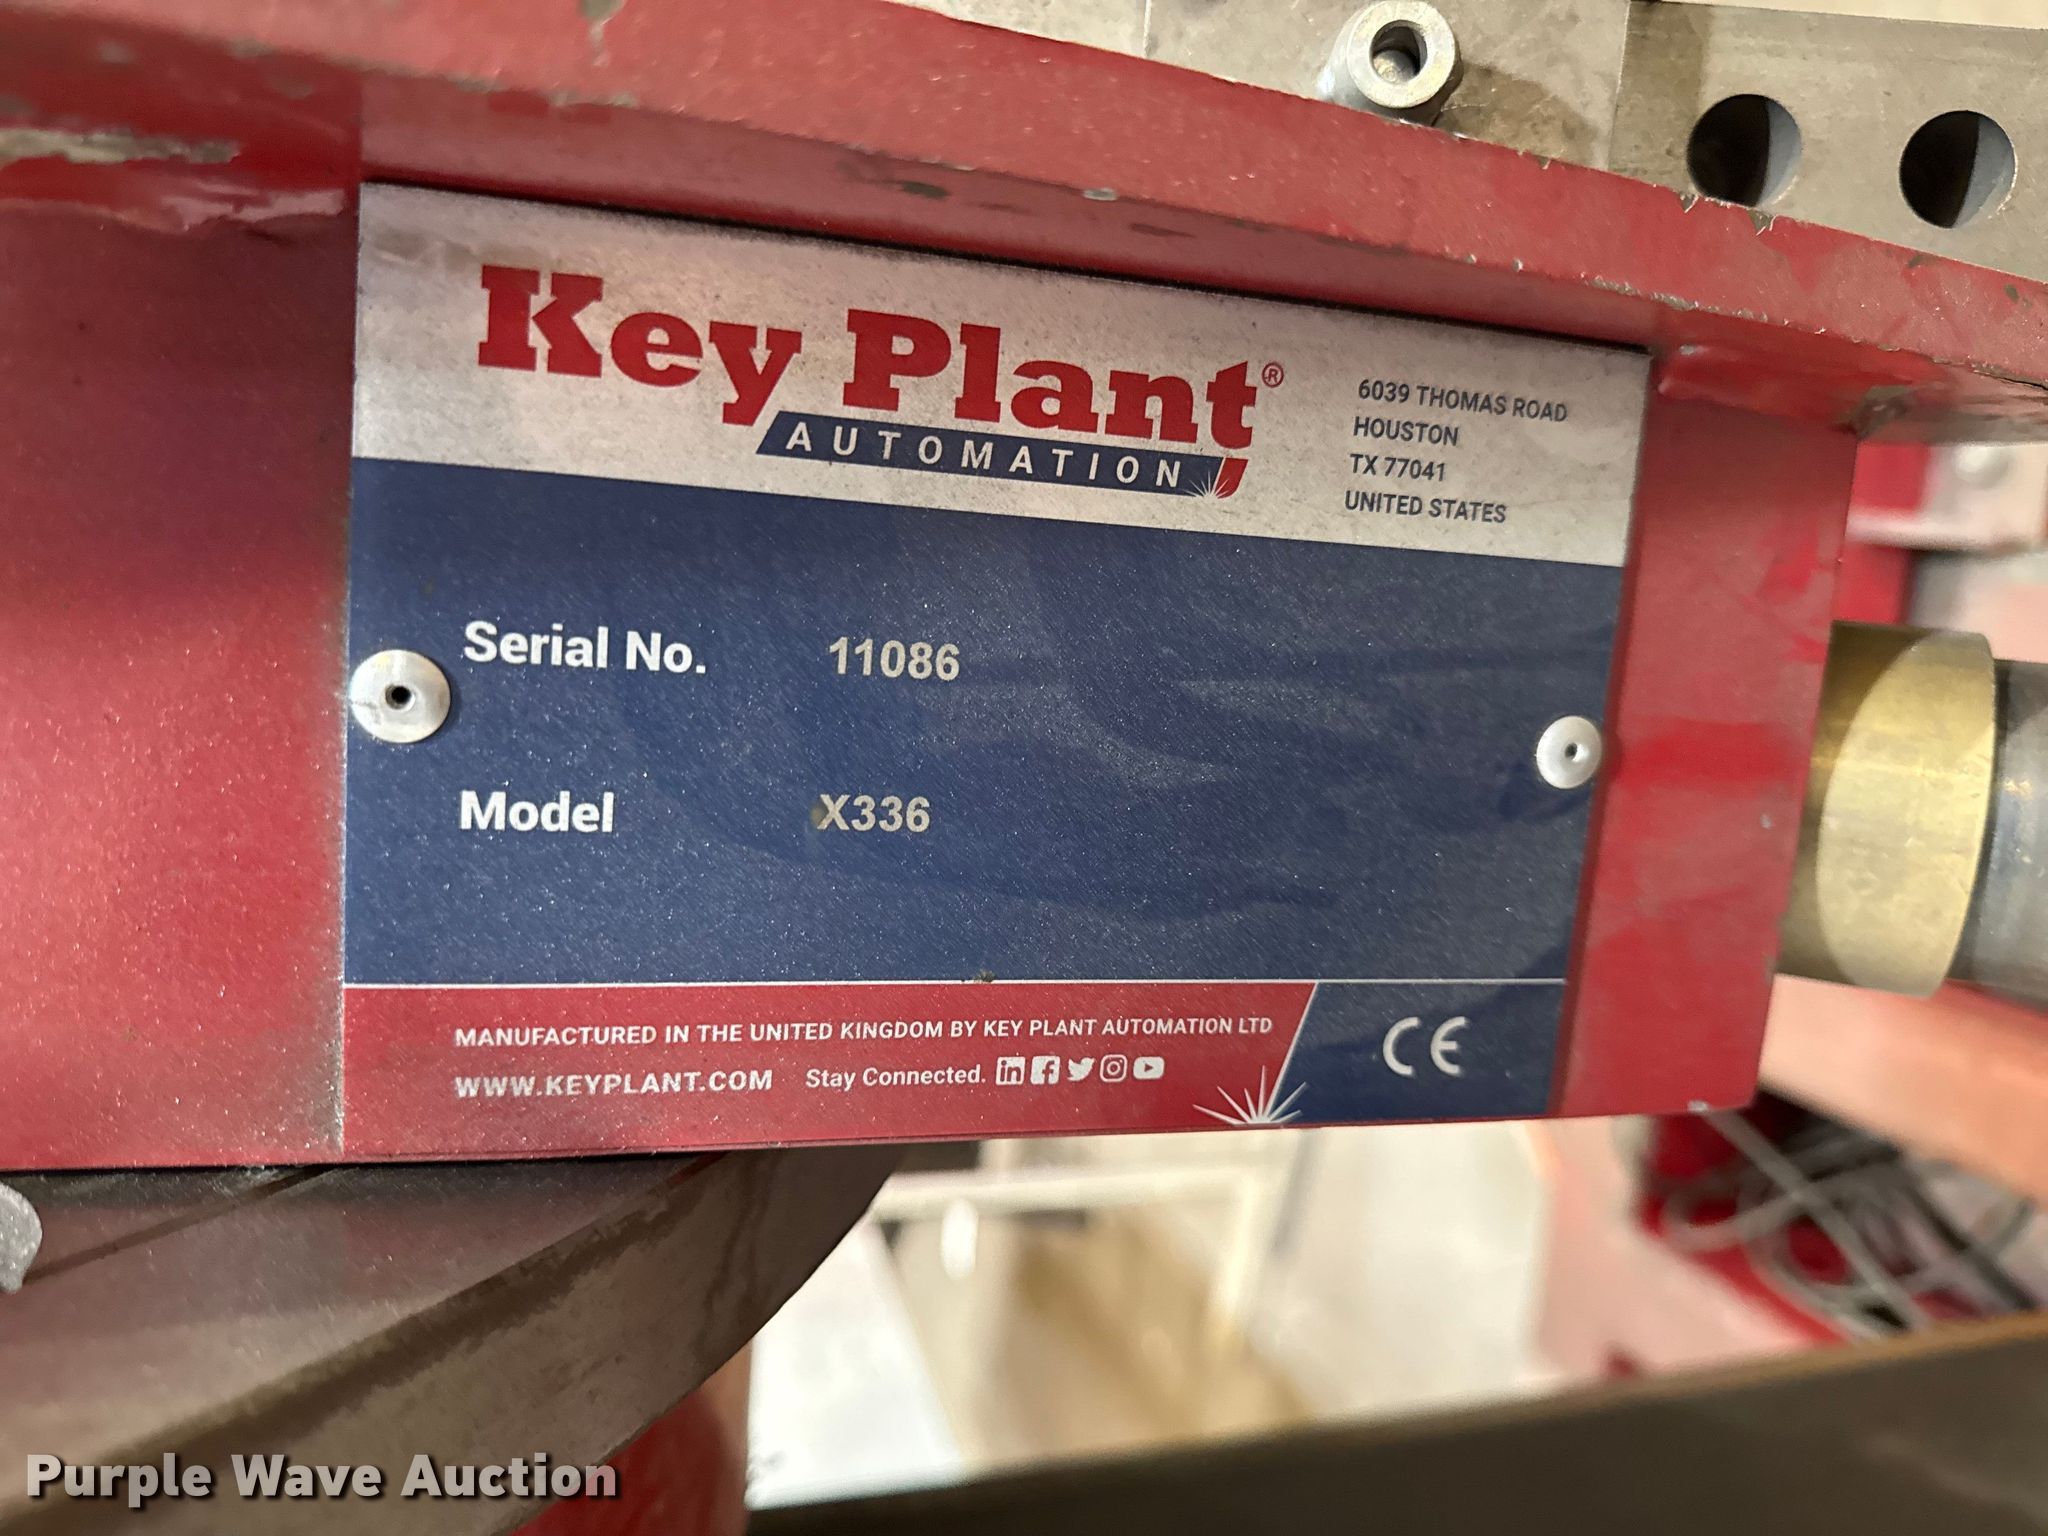 Key Plant®
AUTOMATION
6039 THOMAS ROAD
HOUSTON
TX 77041
UNITED STATES
Serial No. 11086
Model X336
MANUFACTURED IN THE UNITED KINGDOM BY KEY PLANT AUTOMATION LTD
WWW.KEYPLANT.COM Stay Connected.
CE
Purple Wave Auction